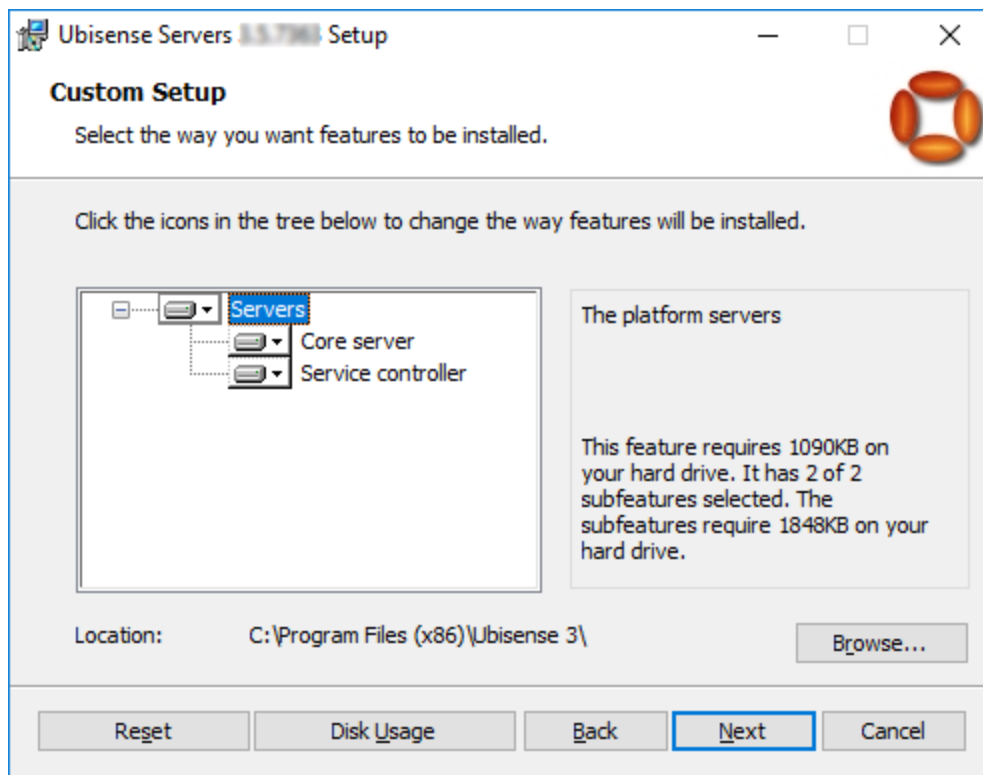 Ubisense Servers Setup
Custom Setup
Select the way you want features to be installed.
Click the icons in the tree below to change the way features will be installed.
Servers
Core server
Service controller
The platform servers
This feature requires 1090KB on
your hard drive. It has 2 of 2
subfeatures selected. The
subfeatures require 1848KB on your
hard drive.
Location: C:\Program Files (x86)\Ubisense 3\
Browse...
Reset Disk Usage Back Next Cancel